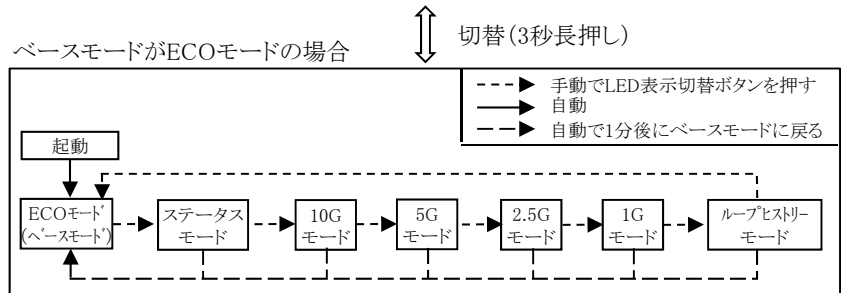 切替(3秒長押し)
ベースモードがECOモードの場合
手動でLED表示切替ボタンを押す
自動
自動で1分後にベースモードに戻る
起動
ECOモード
(ベースモード)
ステータス
モード
10G
モード
5G
モード
2.5G
モード
1G
モード
ループヒストリー
モード